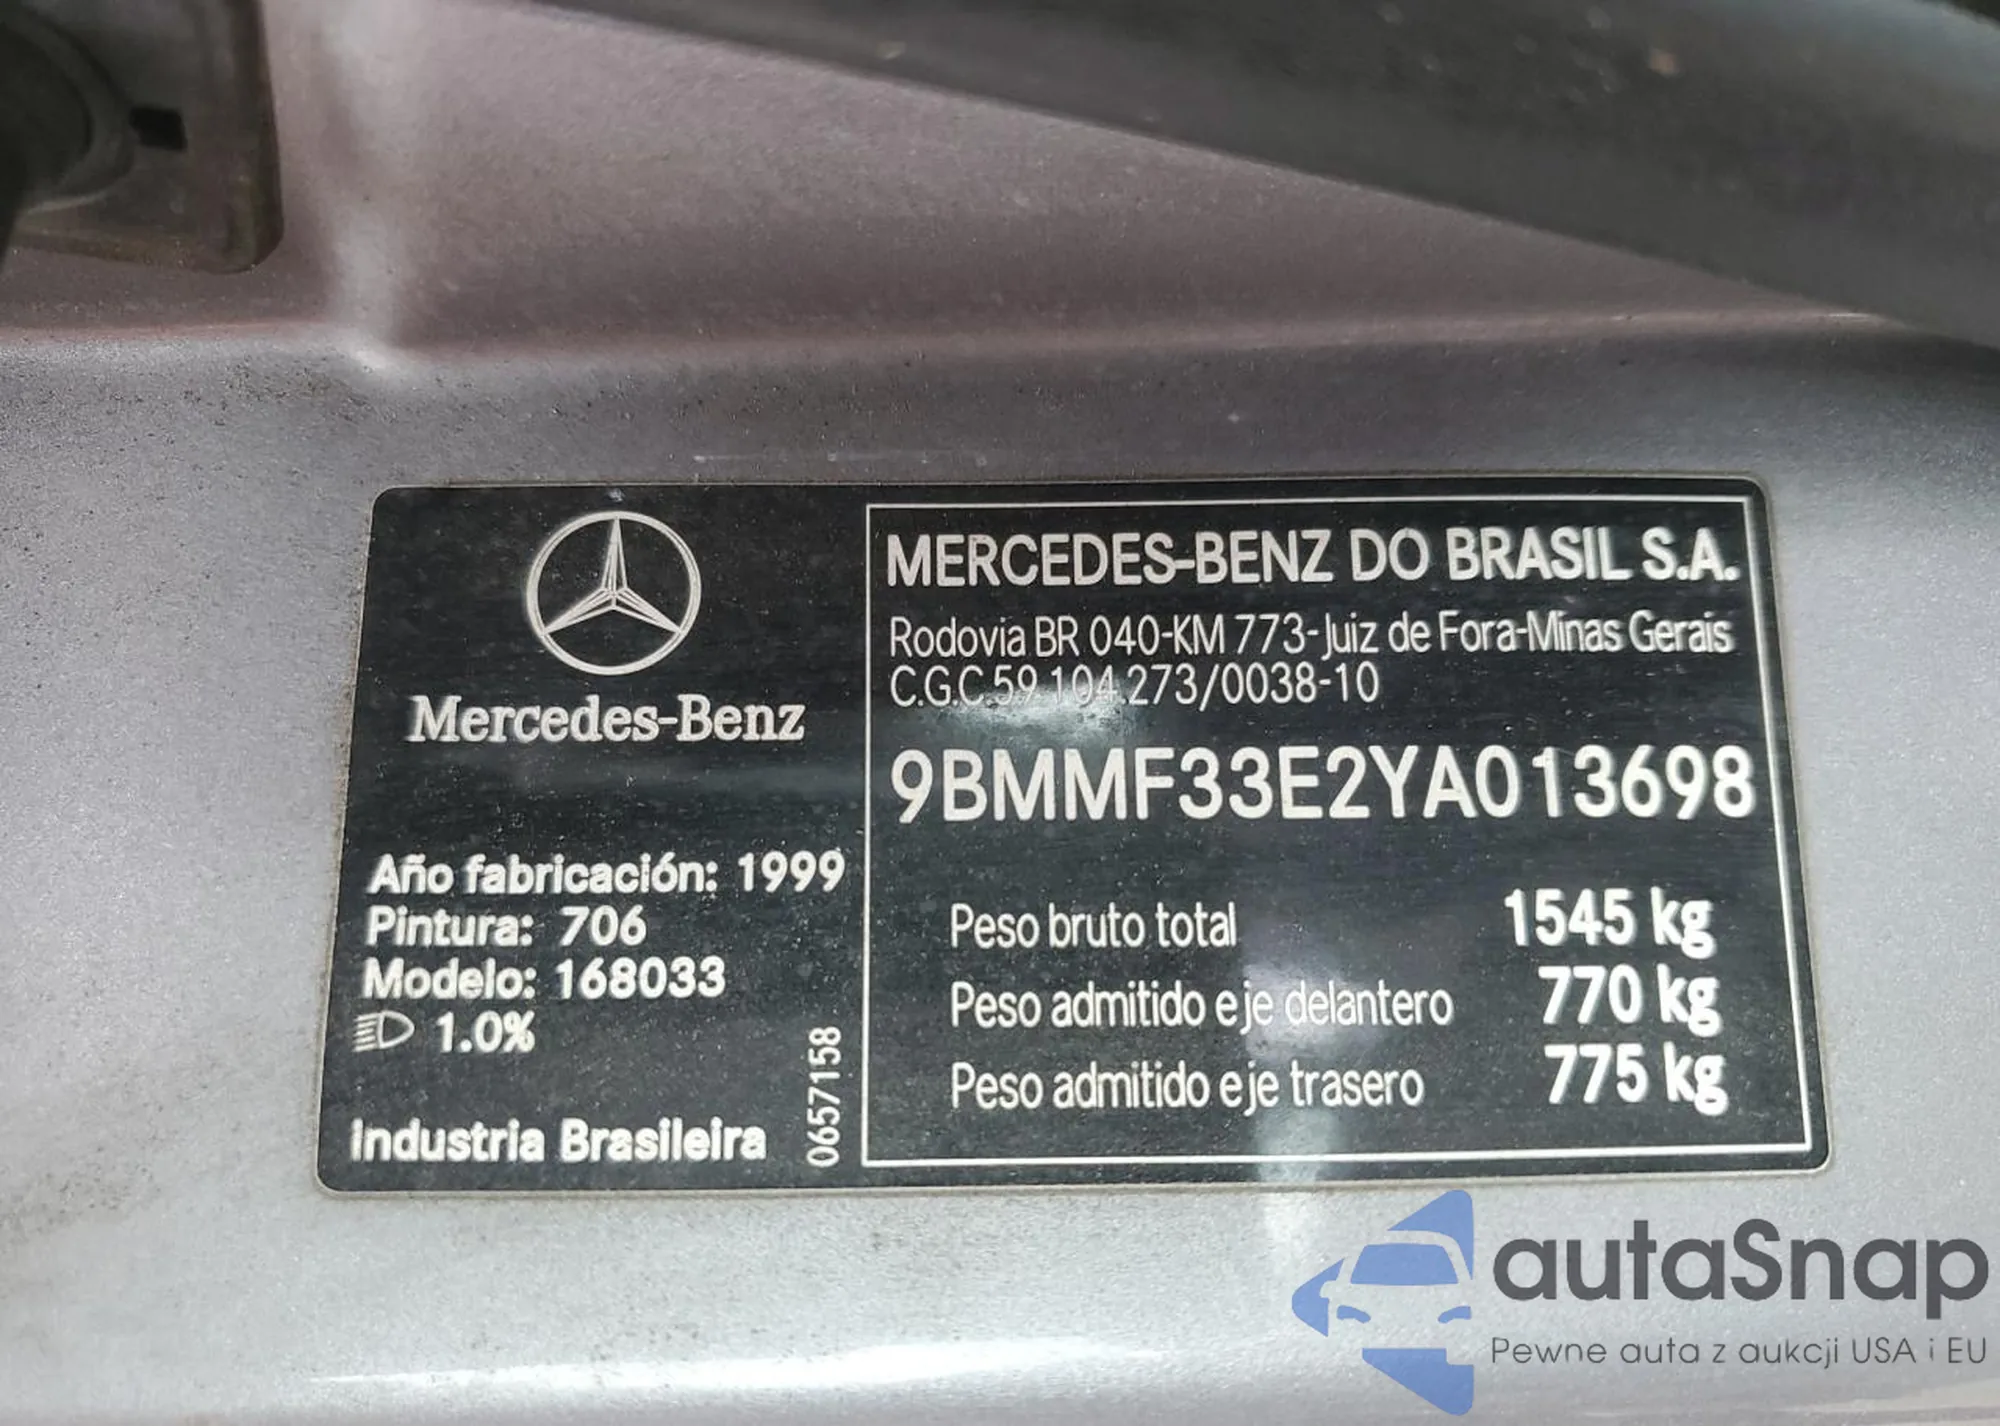 Mercedes-Benz
Año fabricación: 1999
Pintura: 706
Modelo: 168033
1.0%
Industria Brasileira
0657158
MERCEDES-BENZ DO BRASIL S.A.
Rodovia BR 040-KM 773-Juiz de Fora-Minas Gerais
C.G.C.59.104.273/0038-10
9BMMF33E2YA013698
Peso bruto total 1545 kg
Peso admitido eje delantero 770 kg
Peso admitido eje trasero 775 kg
autaSnap
Pewne auta z aukcji USA i EU